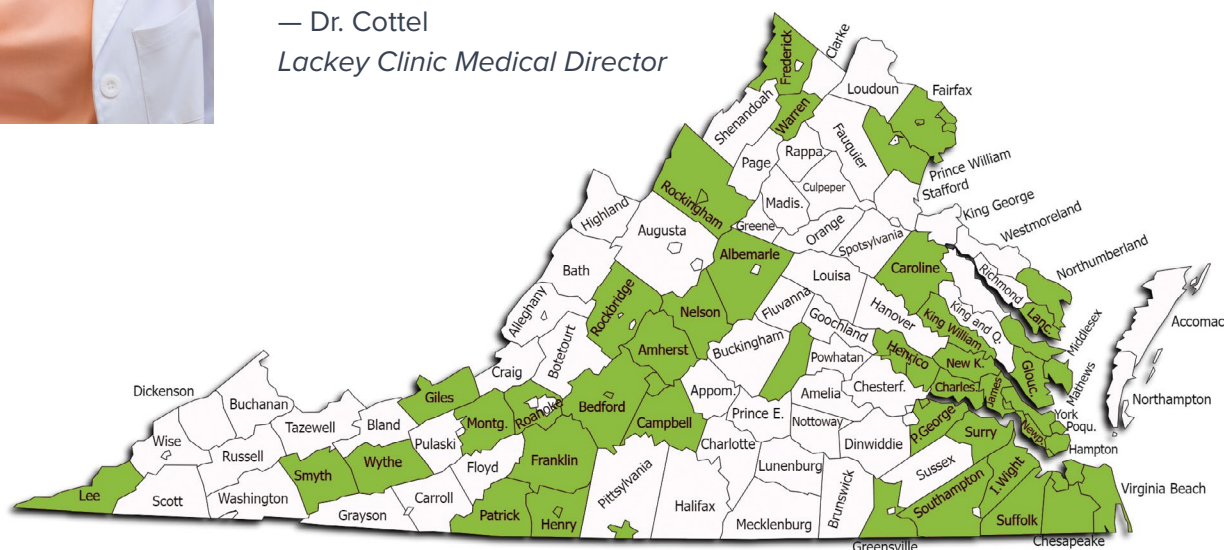 — Dr. Cottel
Lackey Clinic Medical Director
Frederick
Clarke
Loudoun
Fairfax
Shenandoah
Warren
Fauquier
Prince William
Stafford
Page
Rappa.
Culpeper
Madis.
Rockingham
Greene
Orange
Spotsylvania
King George
Westmoreland
Northumberland
Highland
Augusta
Albemarle
Louisa
Caroline
Richmond
Lanc.
Bath
Rockbridge
Nelson
Fluvanna
Goochland
Hanover
King William
King and Q.
Middlesex
Accomac
Alleghany
Botetourt
Amherst
Buckingham
Powhatan
Henrico
New K.
Glouc.
Mathews
Craig
Appom.
Amelia
Chesterf.
Charles.
James
York
Poqu.
Northampton
Dickenson
Buchanan
Giles
Montg.
Roanoke
Bedford
Campbell
Prince E.
Nottoway
P.George
Surry
Newp.
Hampton
Wise
Tazewell
Bland
Pulaski
Charlotte
Dinwiddie
Russell
Smyth
Wythe
Floyd
Franklin
Pittsylvania
Lunenburg
Sussex
I.Wight
Lee
Scott
Washington
Grayson
Carroll
Patrick
Henry
Halifax
Mecklenburg
Brunswick
Southampton
Suffolk
Virginia Beach
Greensville
Chesapeake